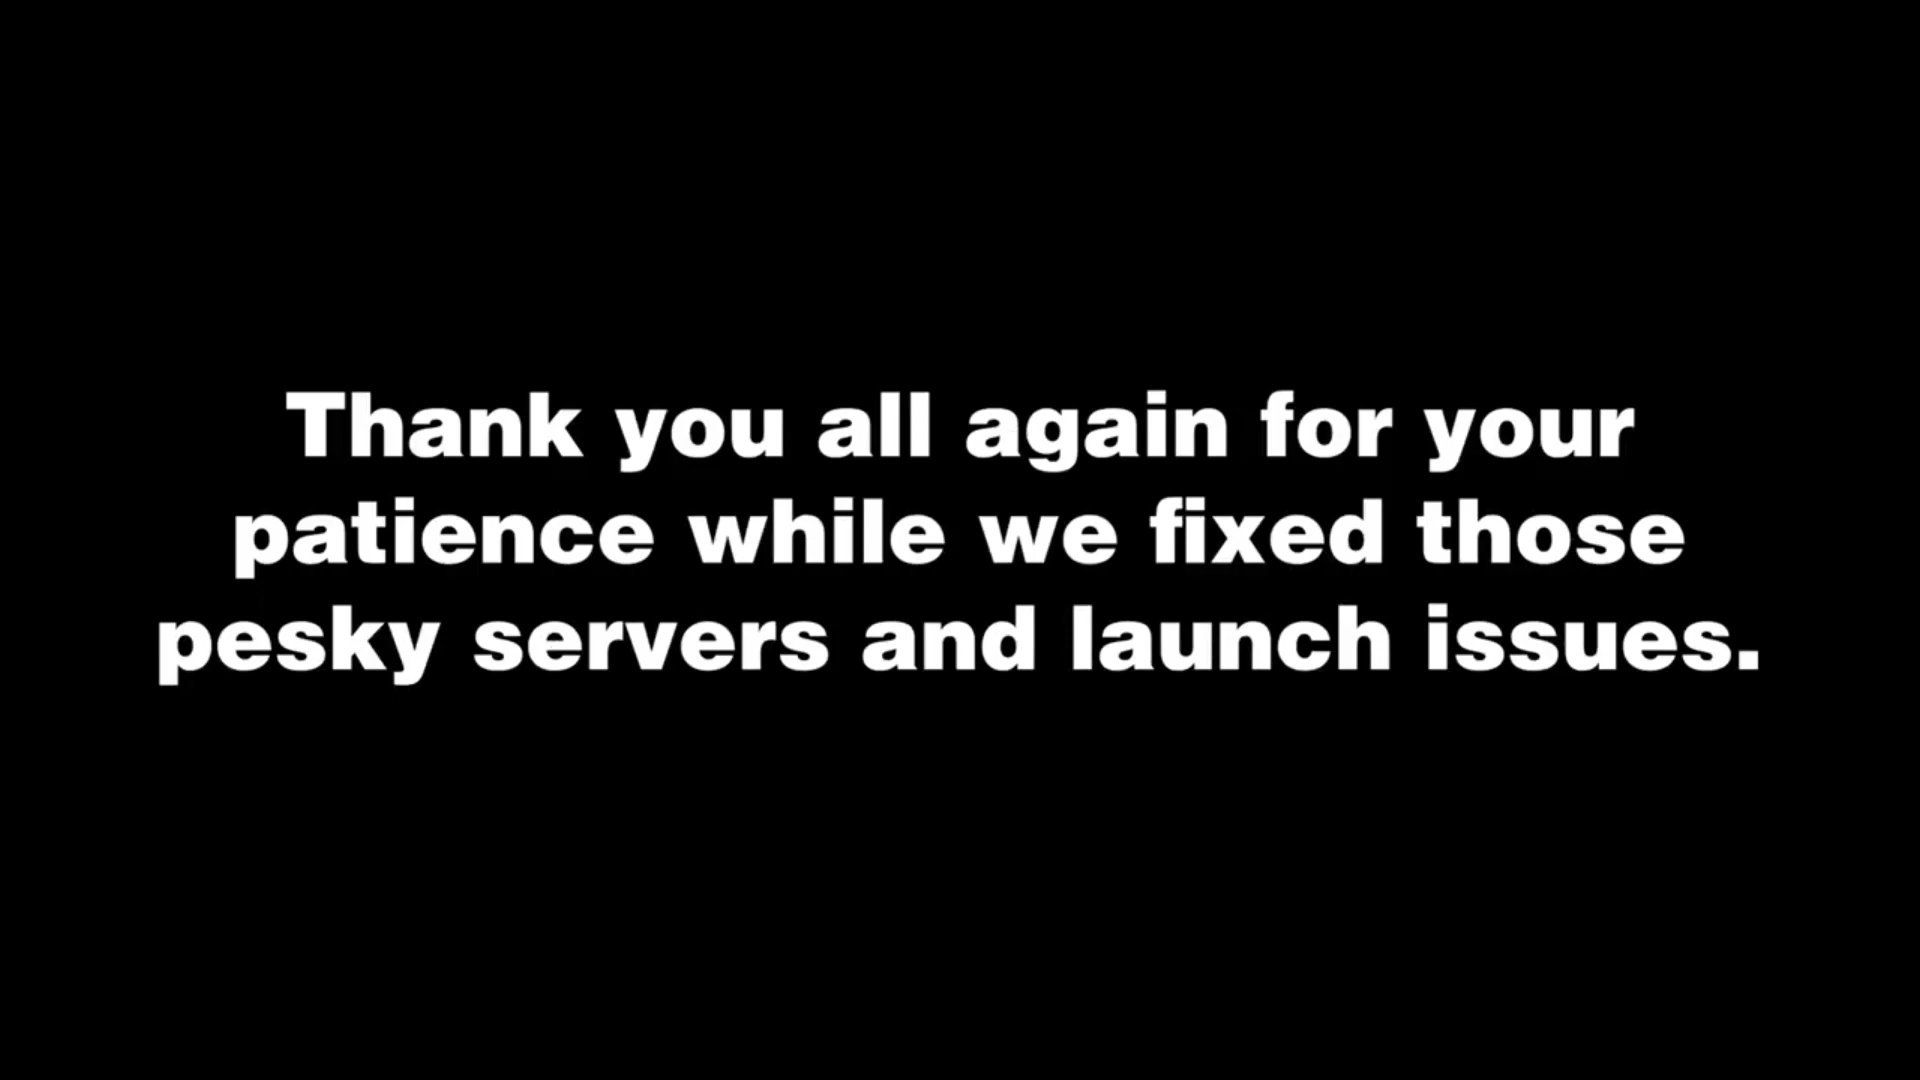 Thank you all again for your
patience while we fixed those
pesky servers and launch issues.